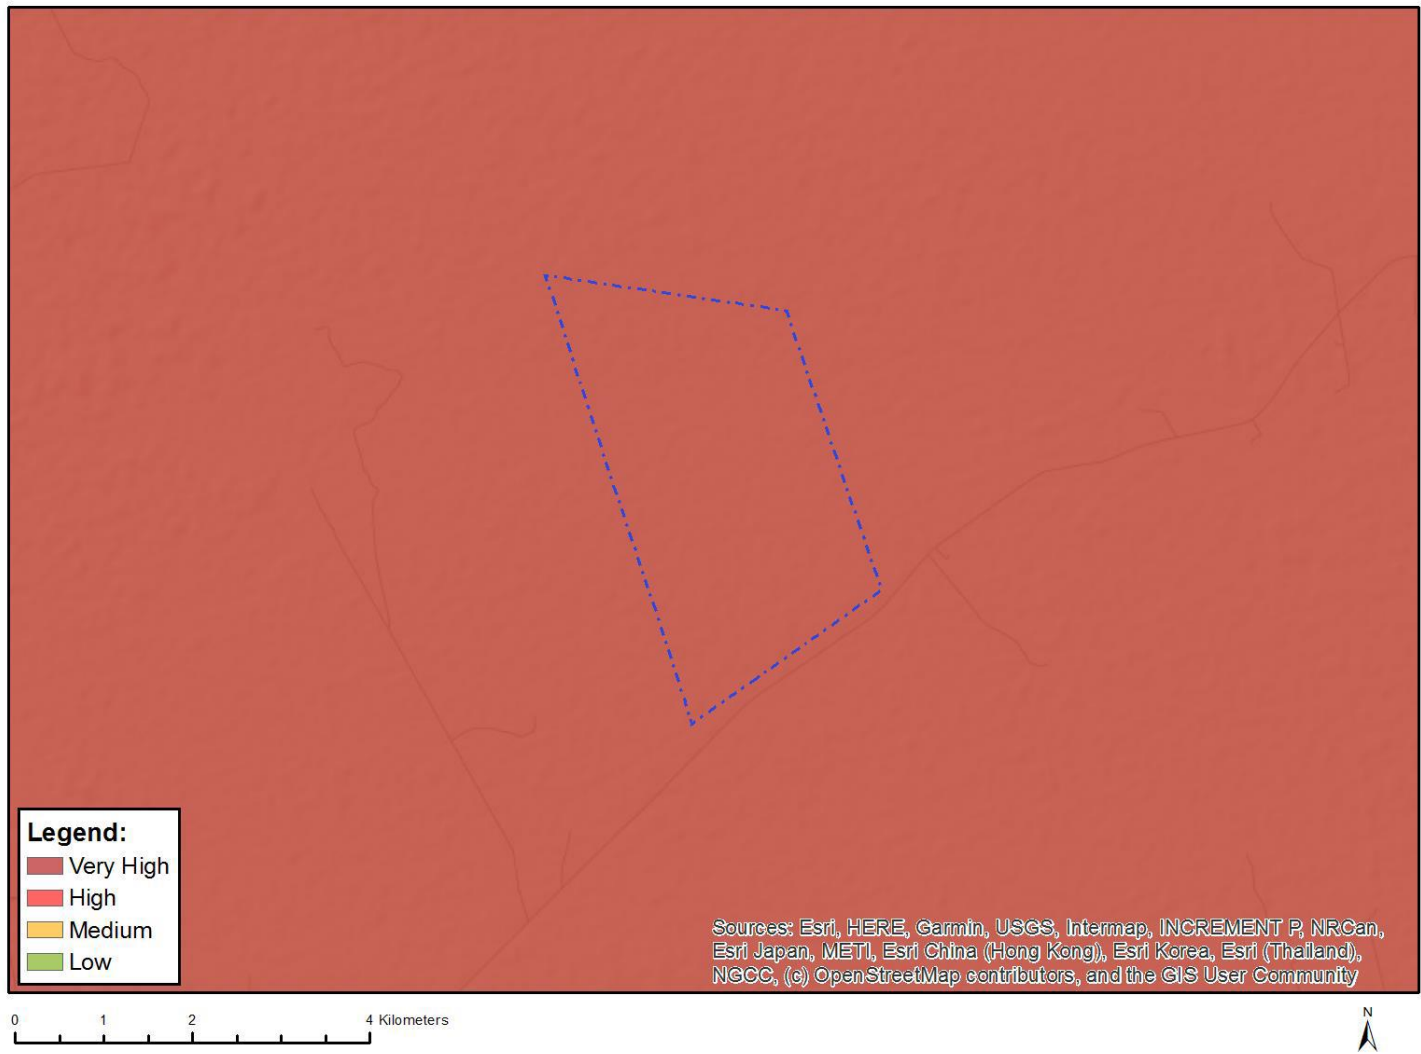 Legend:
Very High
High
Medium
Low
Sources: Esri, HERE, Garmin, USGS, Intermap, INCREMENT P, NRCan,
Esri Japan, METI, Esri China (Hong Kong), Esri Korea, Esri (Thailand),
NGCC, (c) OpenStreetMap contributors, and the GIS User Community
0 1 2 4 Kilometers
N